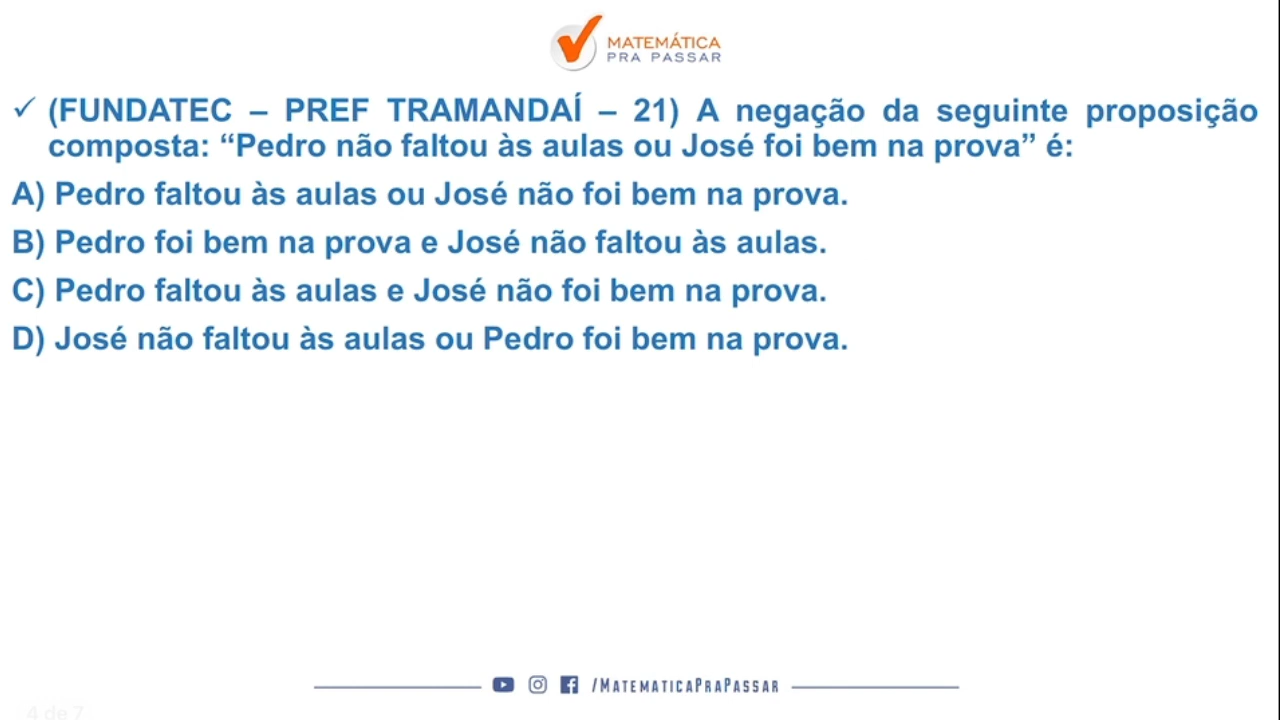 MATEMÁTICA
PRA PASSAR
✓ (FUNDATEC – PREF TRAMANDAÍ – 21) A negação da seguinte proposição
composta: “Pedro não faltou às aulas ou José foi bem na prova” é:
A) Pedro faltou às aulas ou José não foi bem na prova.
B) Pedro foi bem na prova e José não faltou às aulas.
C) Pedro faltou às aulas e José não foi bem na prova.
D) José não faltou às aulas ou Pedro foi bem na prova.
/MATEMATICAPRAPASSAR
4 de 7